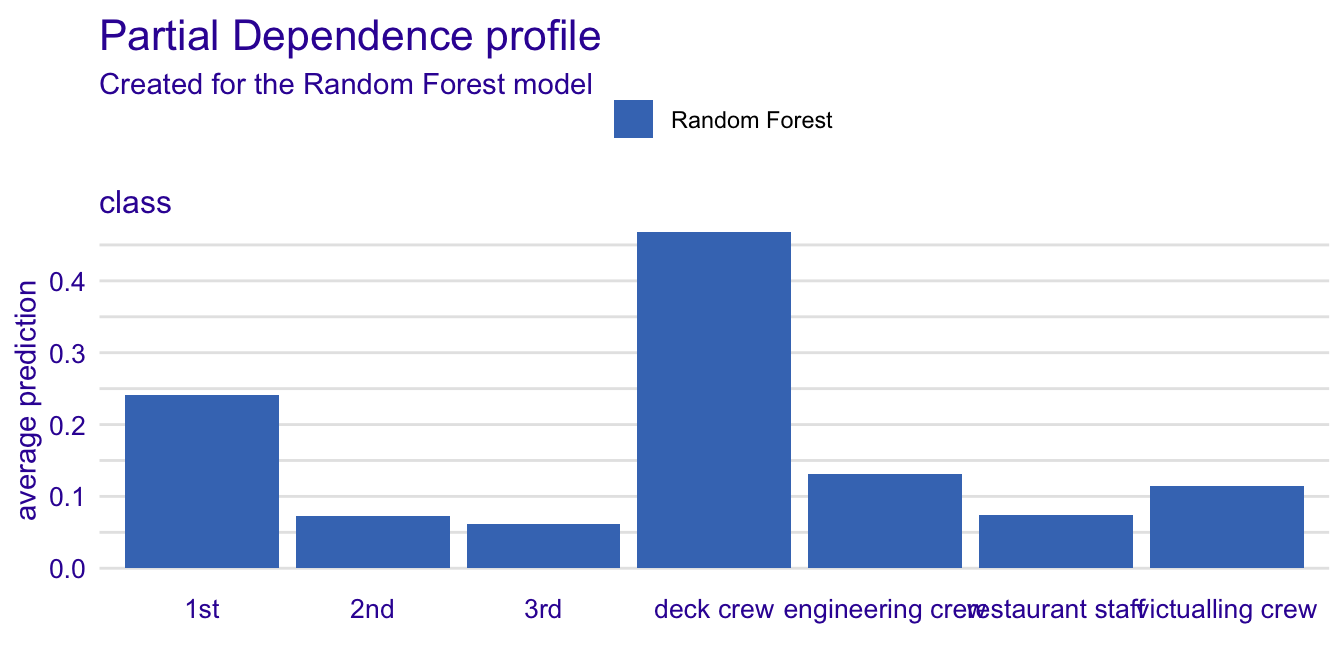 Partial Dependence profile
Created for the Random Forest model
Random Forest
class
average prediction
0.4
0.3
0.2
0.1
0.0
1st
2nd
3rd
deck crew
engineering crew
restaurant staff
victualling crew